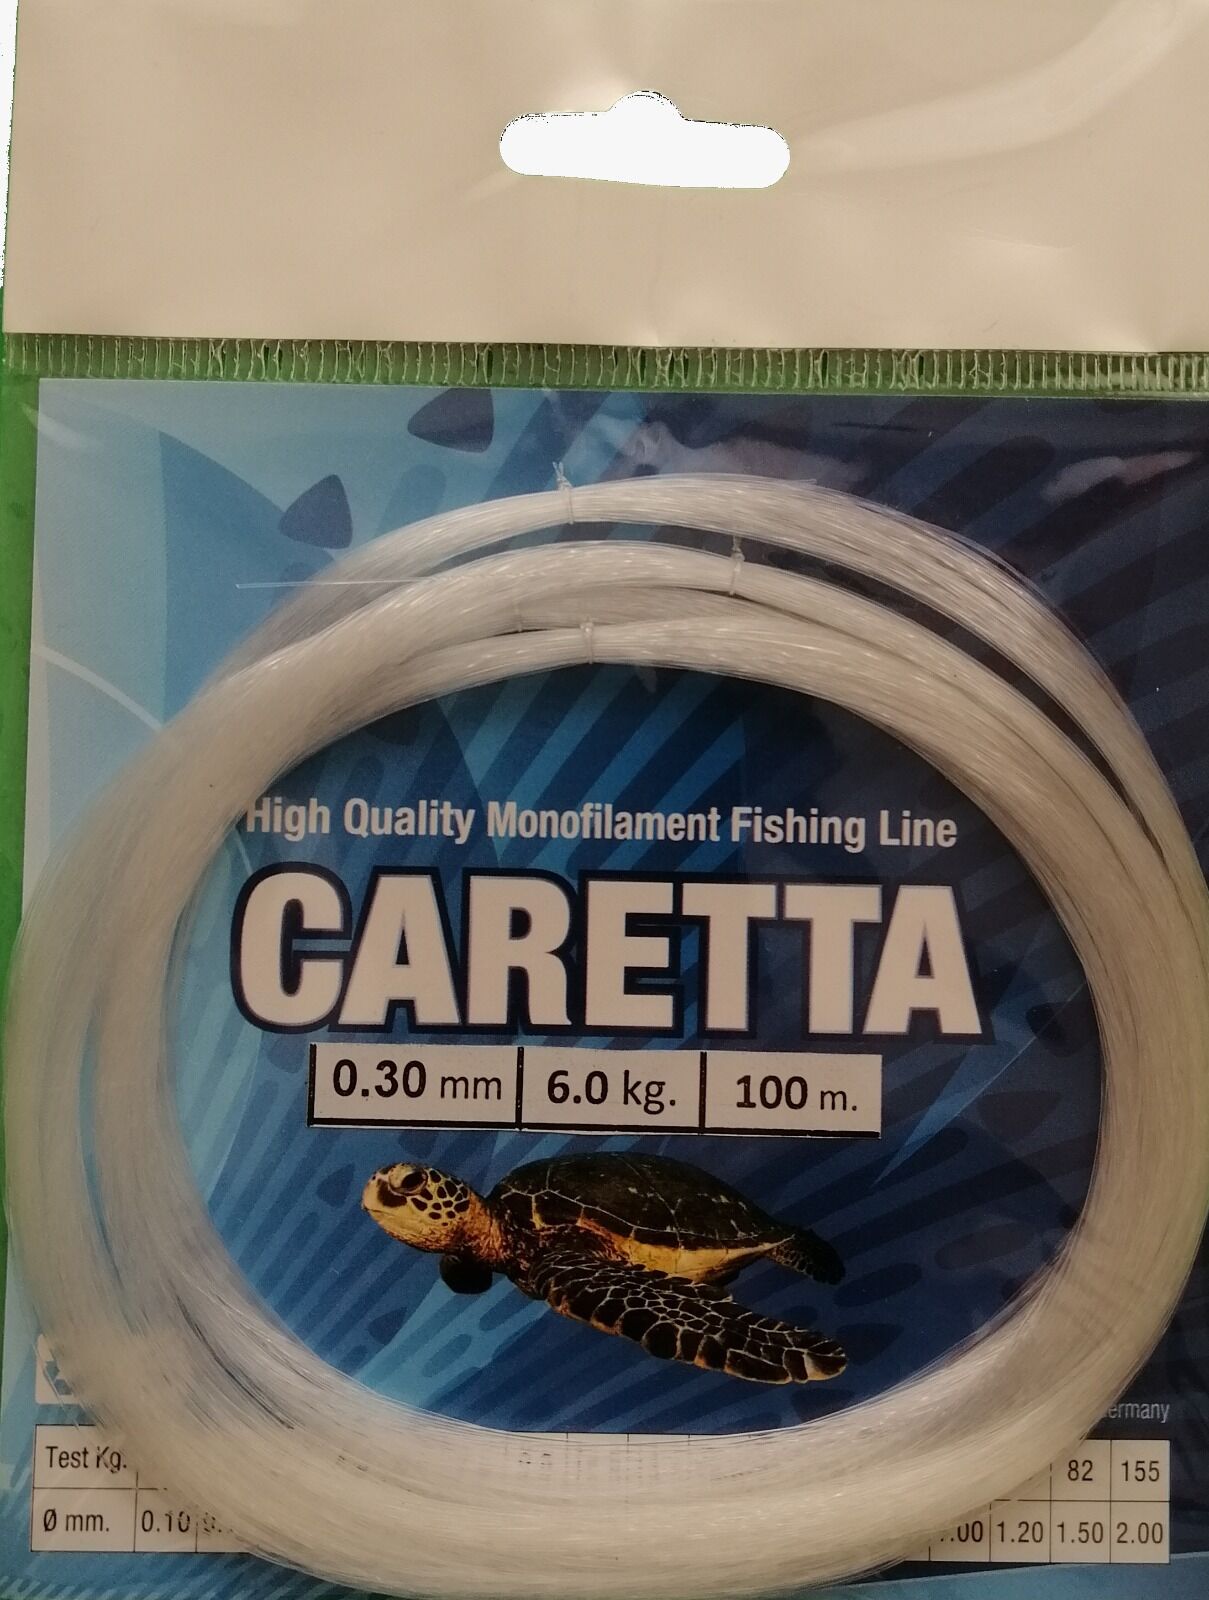 High Quality Monofilament Fishing Line
CARETTA
0.30 mm 6.0 kg. 100 m.
Test Kg. 82 155
Ø mm. 0.10 1.20 1.50 2.00